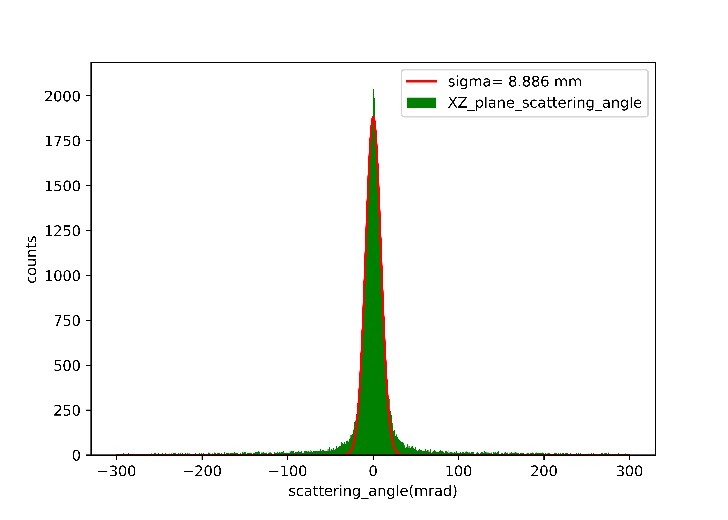 sigma= 8.886 mm
XZ_plane_scattering_angle
2000
1750
1500
1250
1000
750
500
250
0
counts
−300 −200 −100 0 100 200 300
scattering_angle(mrad)